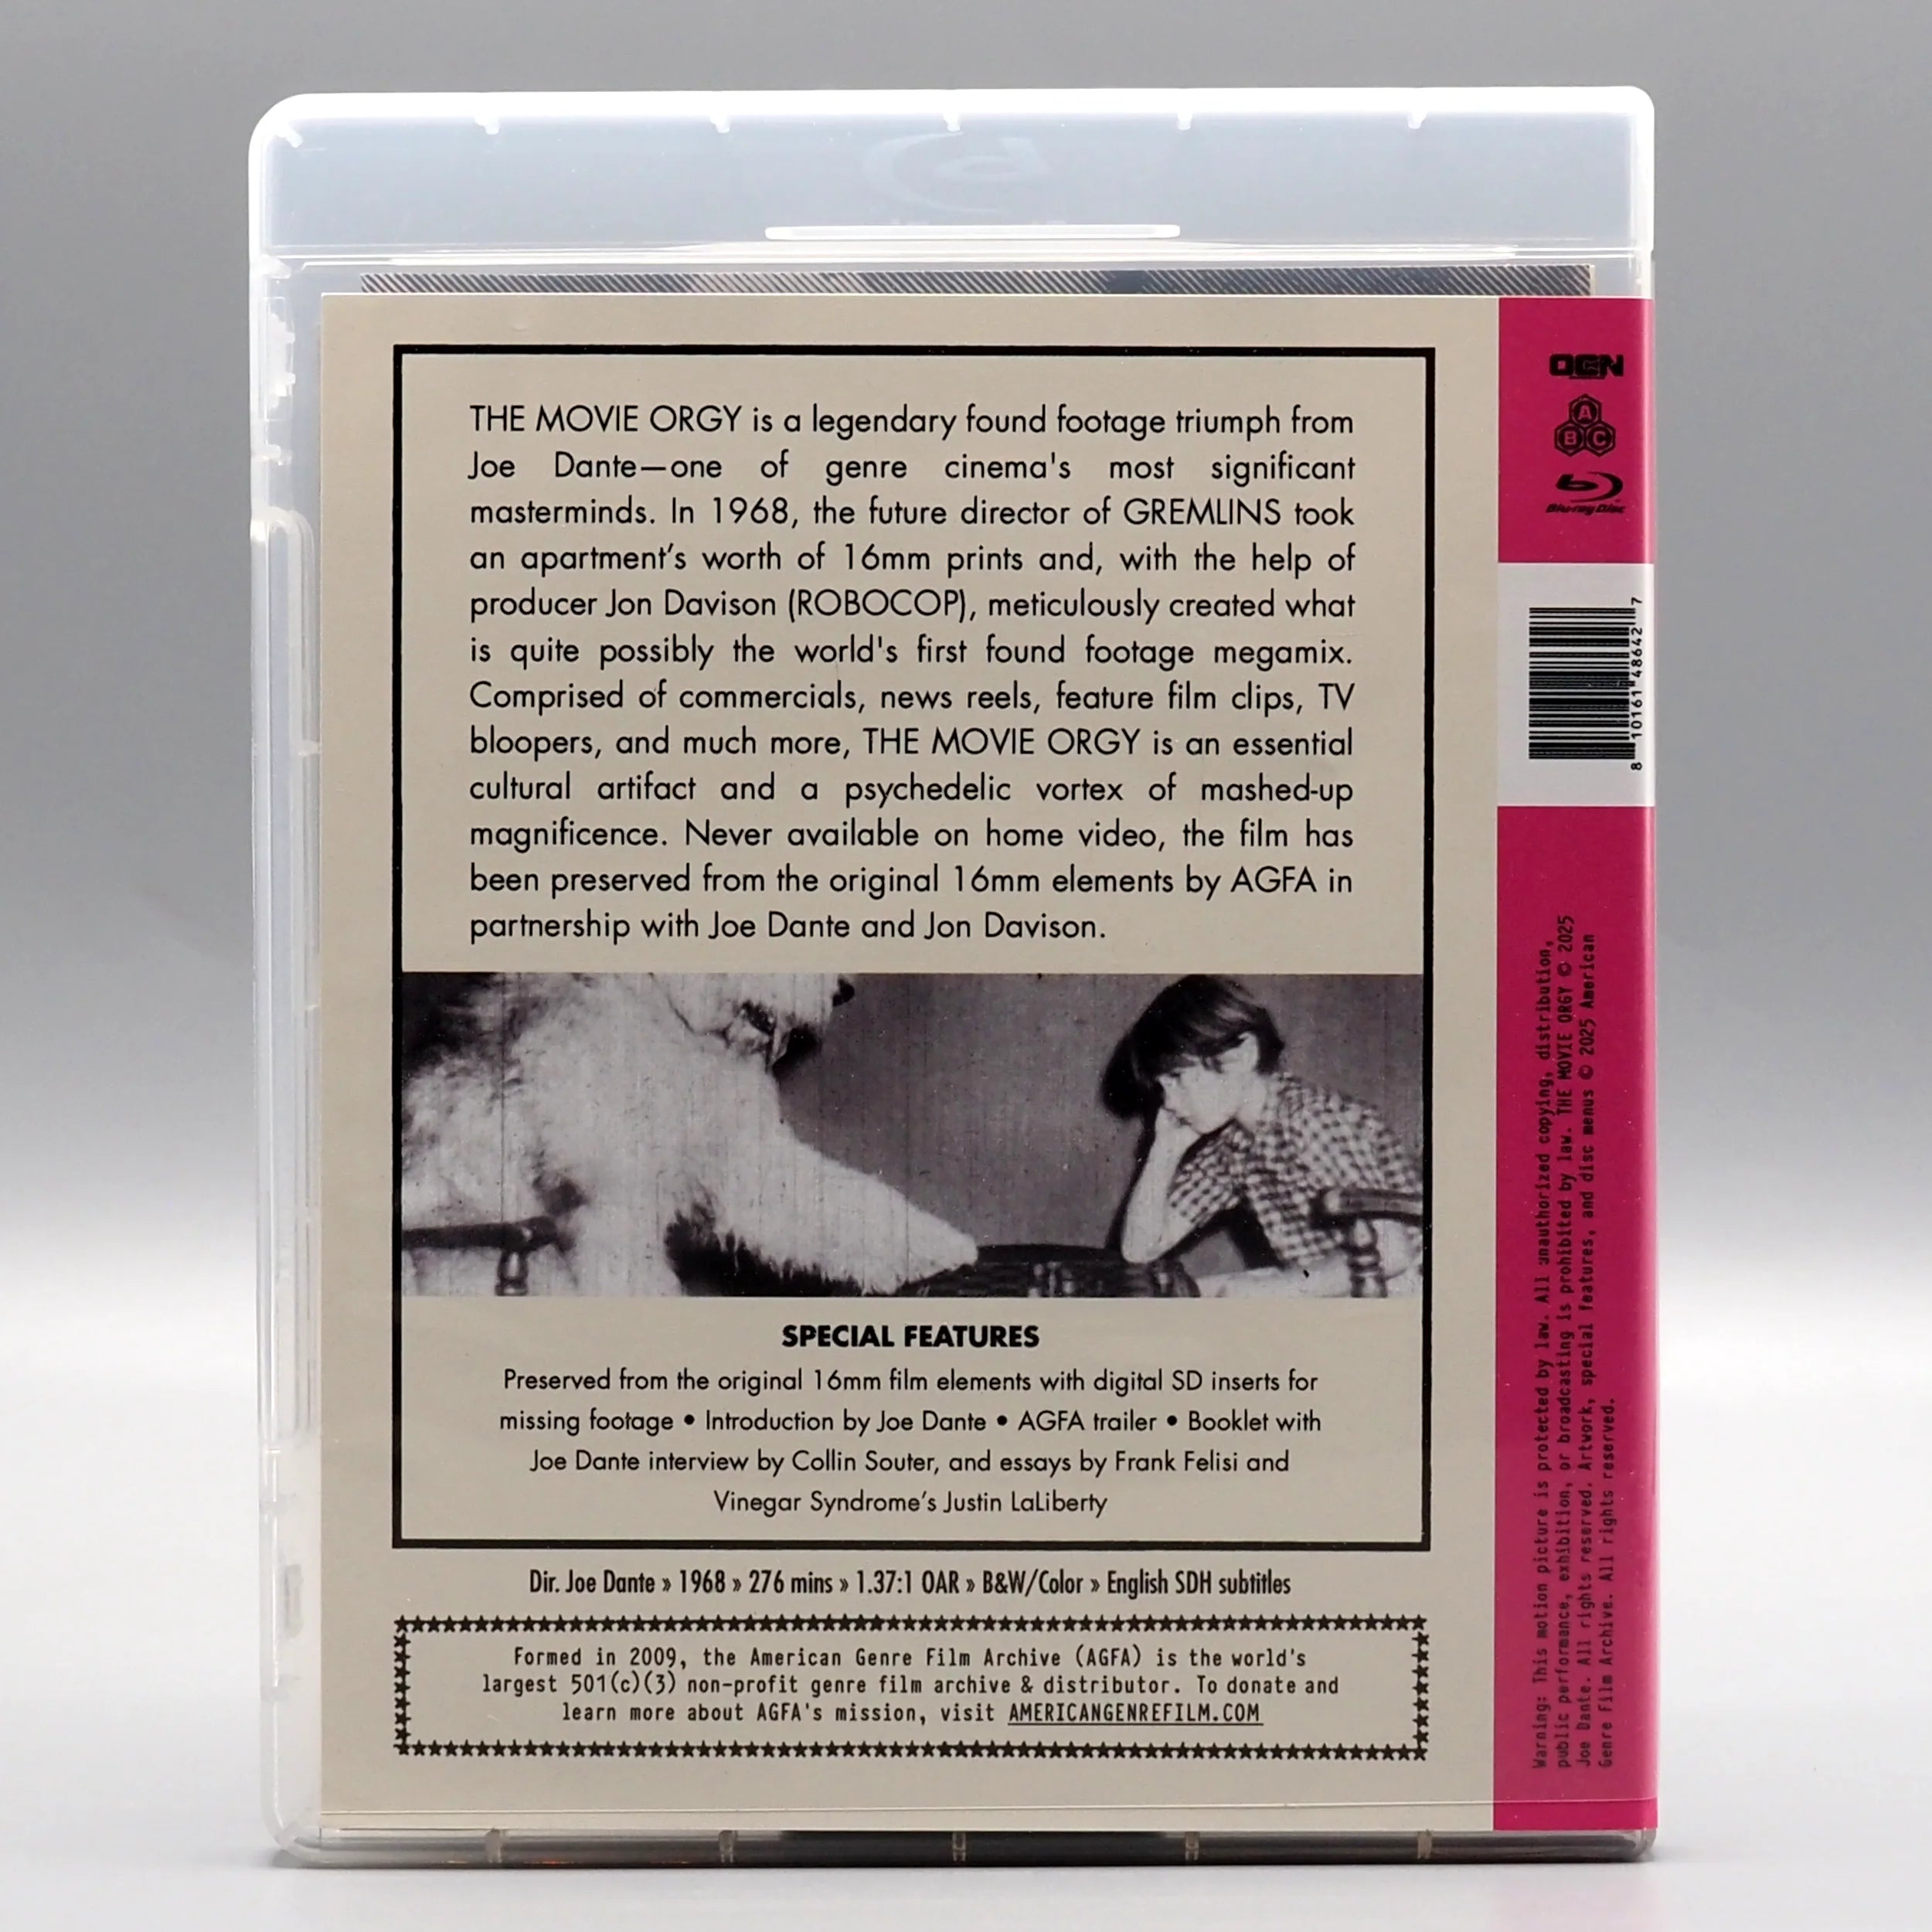 THE MOVIE ORGY is a legendary found footage triumph from
Joe Dante—one of genre cinema's most significant
masterminds. In 1968, the future director of GREMLINS took
an apartment’s worth of 16mm prints and, with the help of
producer Jon Davison (ROBOCOP), meticulously created what
is quite possibly the world's first found footage megamix.
Comprised of commercials, news reels, feature film clips, TV
bloopers, and much more, THE MOVIE ORGY is an essential
cultural artifact and a psychedelic vortex of mashed-up
magnificence. Never available on home video, the film has
been preserved from the original 16mm elements by AGFA in
partnership with Joe Dante and Jon Davison.
SPECIAL FEATURES
Preserved from the original 16mm film elements with digital SD inserts for
missing footage • Introduction by Joe Dante • AGFA trailer • Booklet with
Joe Dante interview by Collin Souter, and essays by Frank Felisi and
Vinegar Syndrome’s Justin LaLiberty
Dir. Joe Dante » 1968 » 276 mins » 1.37:1 OAR » B&W/Color » English SDH subtitles
Formed in 2009, the American Genre Film Archive (AGFA) is the world's
largest 501(c)(3) non-profit genre film archive & distributor. To donate and
learn more about AGFA's mission, visit AMERICANGENREFILM.COM
OCN
A
B C
Blu-ray Disc
8 10161 48642 7
Warning: This motion picture is protected by law. All unauthorized copying, distribution,
public performance, exhibition, or broadcasting is prohibited by law. THE MOVIE ORGY © 2025
Joe Dante. All rights reserved. Artwork, special features, and disc menus © 2025 American
Genre Film Archive. All rights reserved.